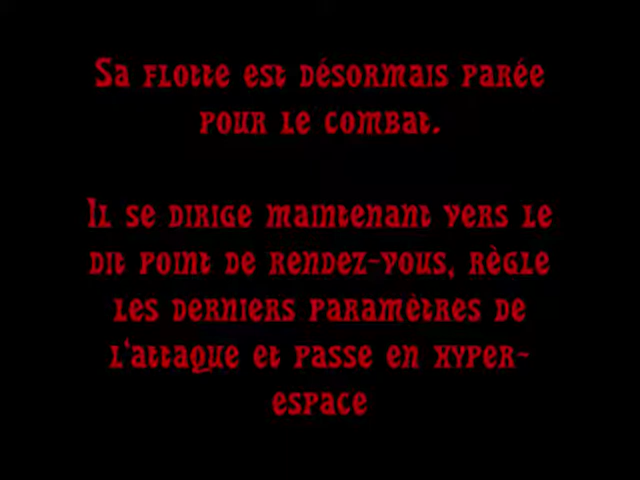 Sa flotte est désormais parée
pour le combat.
Il se dirige maintenant vers le
dit point de rendez-vous, règle
les derniers paramètres de
l'attaque et passe en hyper-
espace